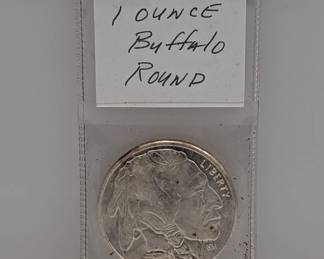 1 OUNCE
Buffalo
ROUND
LIBERTY